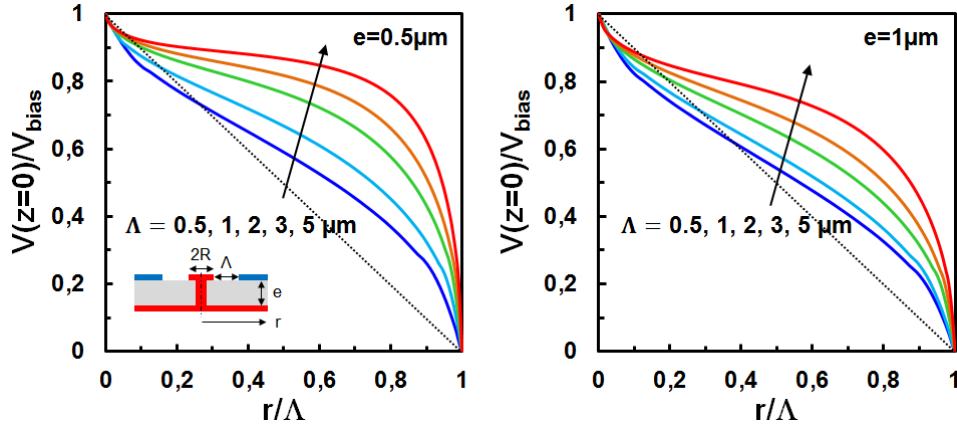 V(z=0)/V_bias
1
0,8
0,6
0,4
0,2
0
e=0.5µm
Λ = 0.5, 1, 2, 3, 5 µm
2R
Λ
e
r
0
0,2
0,4
0,6
0,8
1
r/Λ
V(z=0)/V_bias
1
0,8
0,6
0,4
0,2
0
e=1µm
Λ = 0.5, 1, 2, 3, 5 µm
0
0,2
0,4
0,6
0,8
1
r/Λ